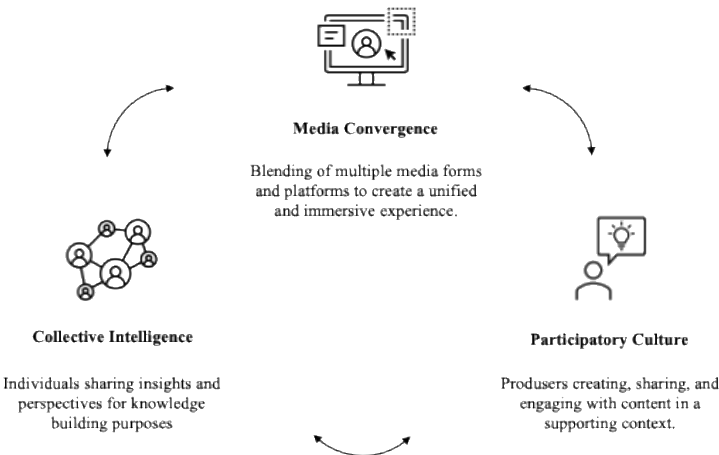 Media Convergence
Blending of multiple media forms
and platforms to create a unified
and immersive experience.
Collective Intelligence
Individuals sharing insights and
perspectives for knowledge
building purposes
Participatory Culture
Produsers creating, sharing, and
engaging with content in a
supporting context.